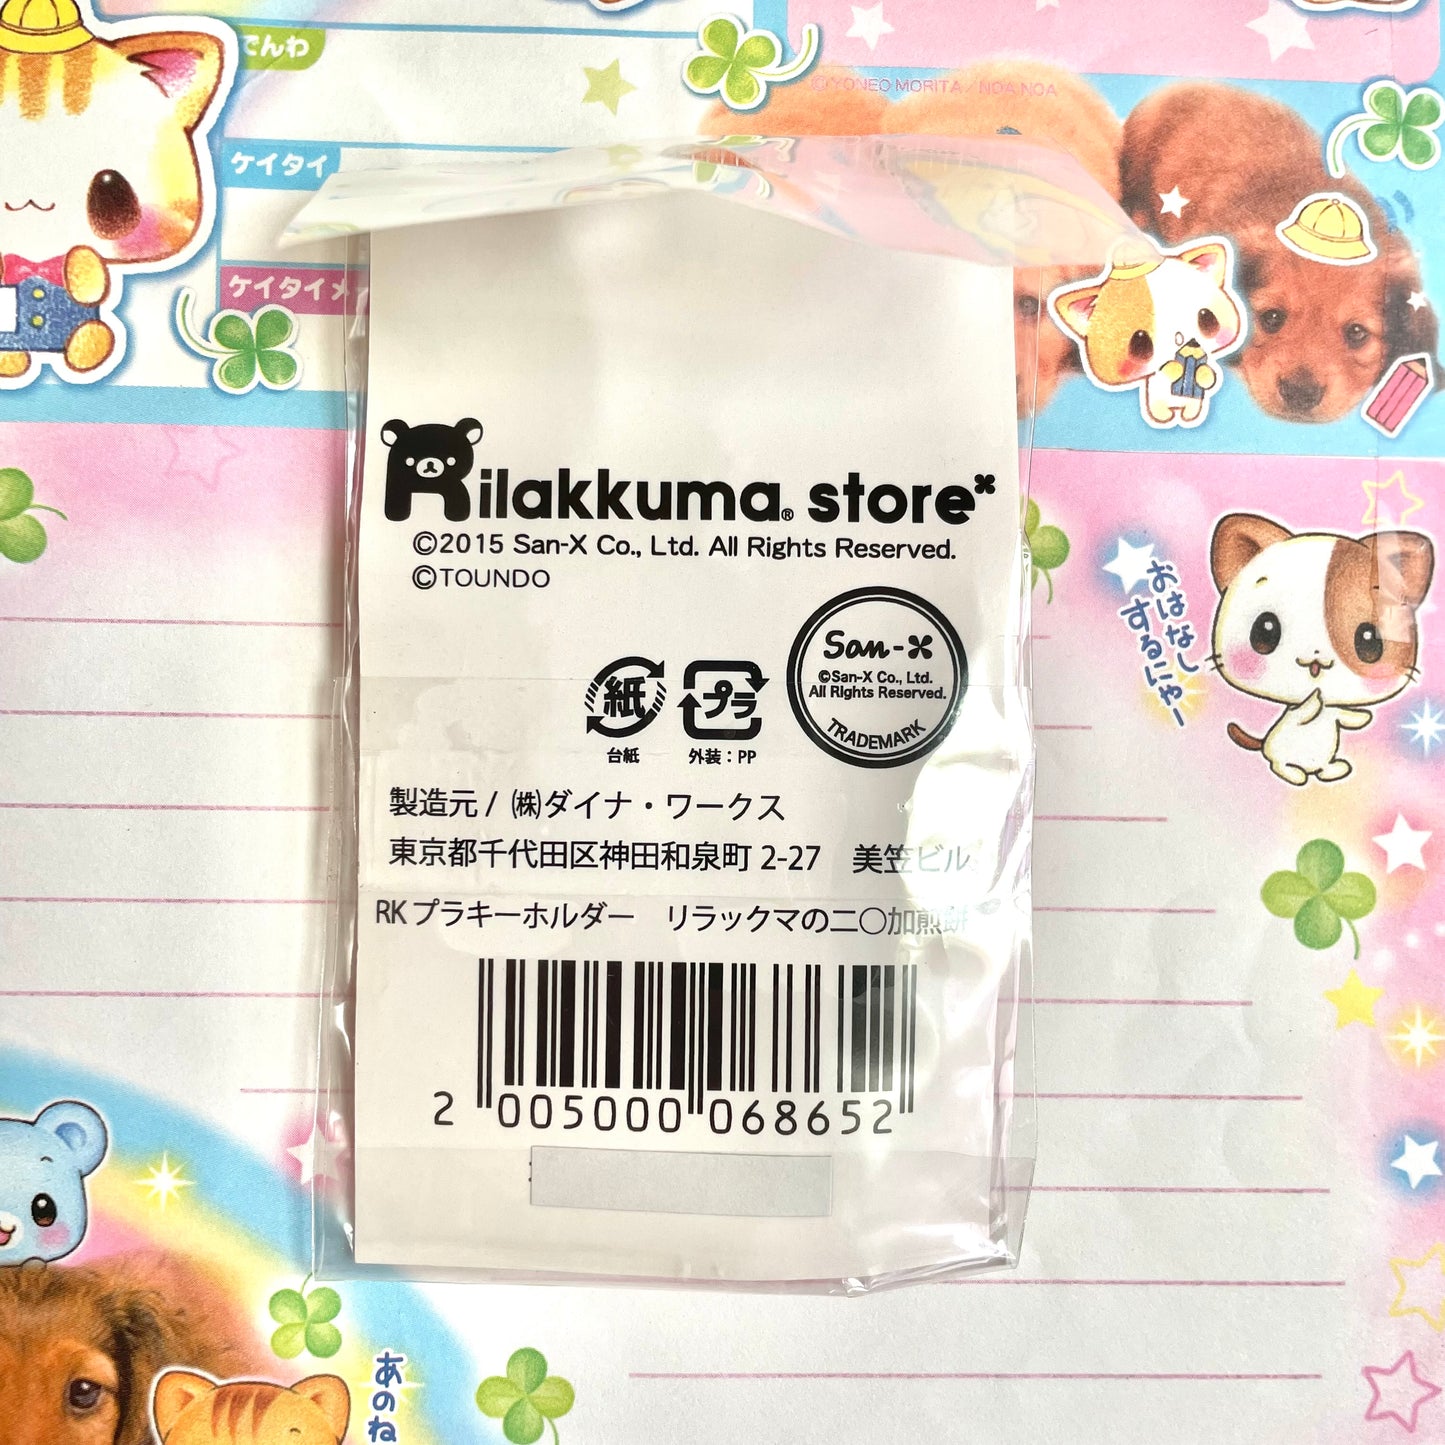 でんわ
ケイタイ
ケイタイメ
©YONEO MORITA/NOA NOA
Rilakkuma® store
©2015 San-X Co., Ltd. All Rights Reserved.
©TOUNDO
San-X
©San-X Co., Ltd.
All Rights Reserved.
TRADEMARK
紙
プラ
台紙
外装：PP
製造元 / ㈱ダイナ・ワークス
東京都千代田区神田和泉町 2-27　美笠ビル
RK プラキーホルダー　リラックマの二〇加煎餅
2 005000 068652
おはなし
するにゃー
あのね